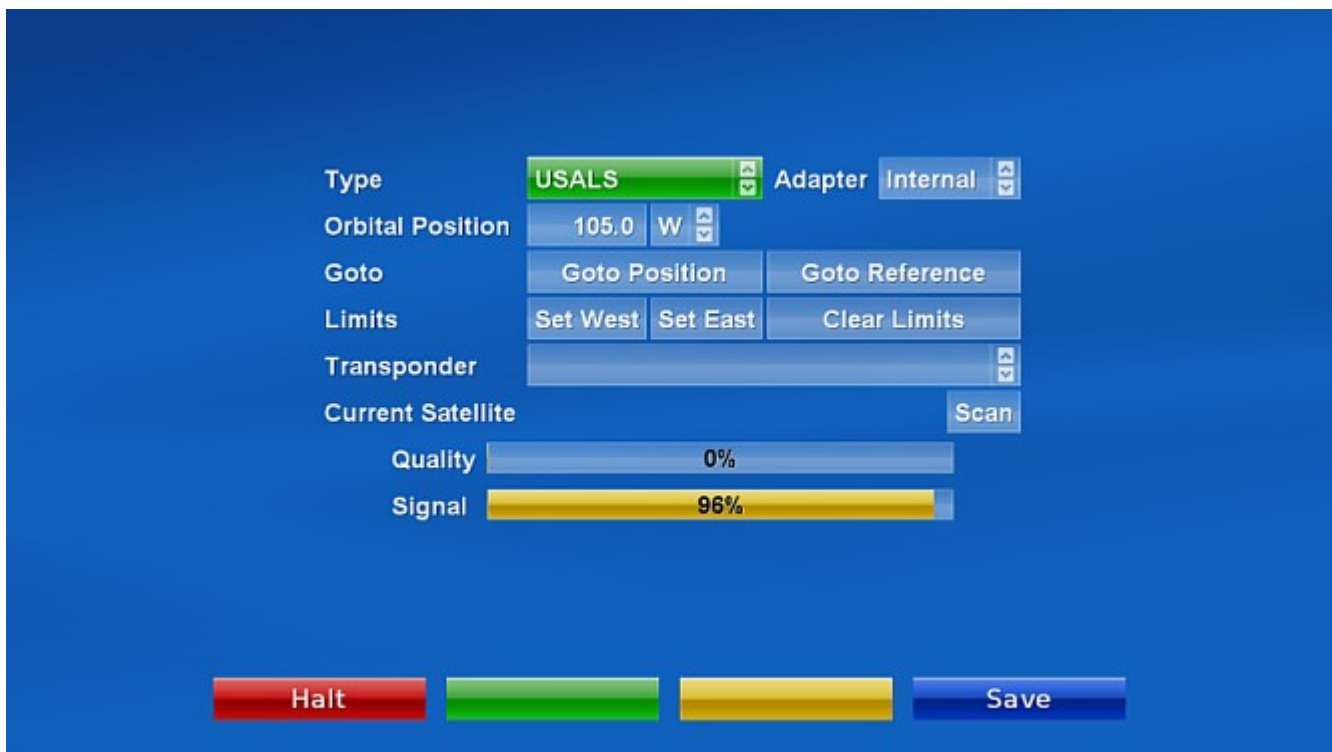 Type USALS Adapter Internal
Orbital Position 105.0 W
Goto Goto Position Goto Reference
Limits Set West Set East Clear Limits
Transponder
Current Satellite Scan
Quality 0%
Signal 96%
Halt Save